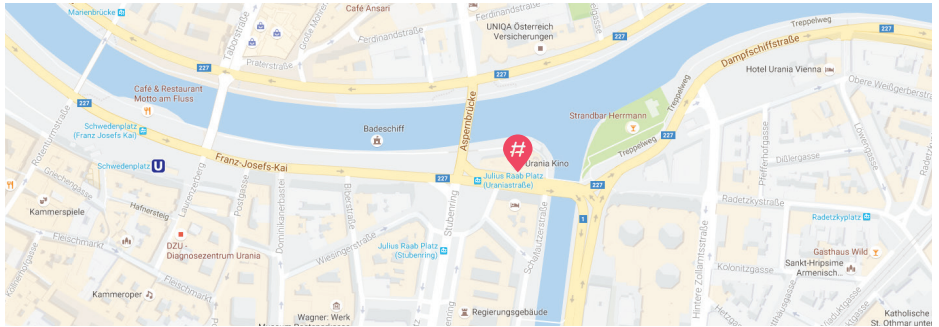 Marienbrücke
Taborstraße
Große Mohren
Café Ansari
Ferdinandstraße
Ferdinandstraße
UNIQA Österreich
Versicherungen
Praterstraße
227
227
227
Treppelweg
Dampfschiffstraße
Treppelweg
Hotel Urania Vienna
Obere Weißgerberstraße
Café & Restaurant
Motto am Fluss
227
Aspernbrücke
Strandbar Herrmann
Schwedenplatz
(Franz Josefs Kai)
Badeschiff
Rotenturmstraße
Franz-Josefs-Kai
#
Urania Kino
Treppelweg
Löwengasse
Pfefferhofgasse
Dißlergasse
Schwedenplatz
U
Julius Raab Platz
(Uraniastraße)
227
227
Griechengasse
Laurenzerberg
Postgasse
Dominikanerbastei
Biberstraße
Kammerspiele
Hafnersteig
Stubenring
Radetzkystraße
Radetzkyplatz
1
Fleischmarkt
DZU -
Diagnosezentrum Urania
Wiesingerstraße
Julius Raab Platz
(Stubenring)
Schallautzerstraße
Hintere Zollamtsstraße
Gasthaus Wild
Kolonitzgasse
Sankt-Hripsime
Armenisch...
Köllnerhofgasse
Fleischmarkt
Kammeroper
Wagner: Werk
Stubenring
Regierungsgebäude
Katholische
St. Othmar unter